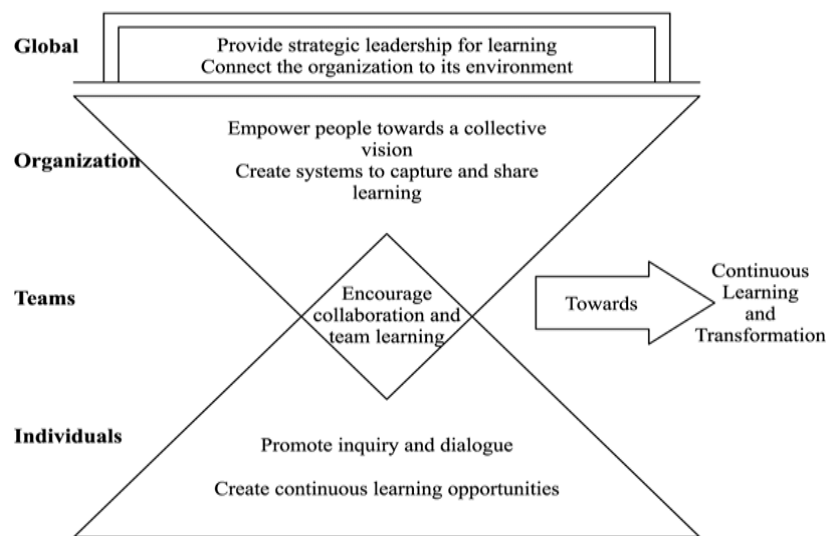 Global
Provide strategic leadership for learning
Connect the organization to its environment
Organization
Empower people towards a collective
vision
Create systems to capture and share
learning
Teams
Encourage
collaboration and
team learning
Towards
Continuous
Learning
and
Transformation
Individuals
Promote inquiry and dialogue
Create continuous learning opportunities